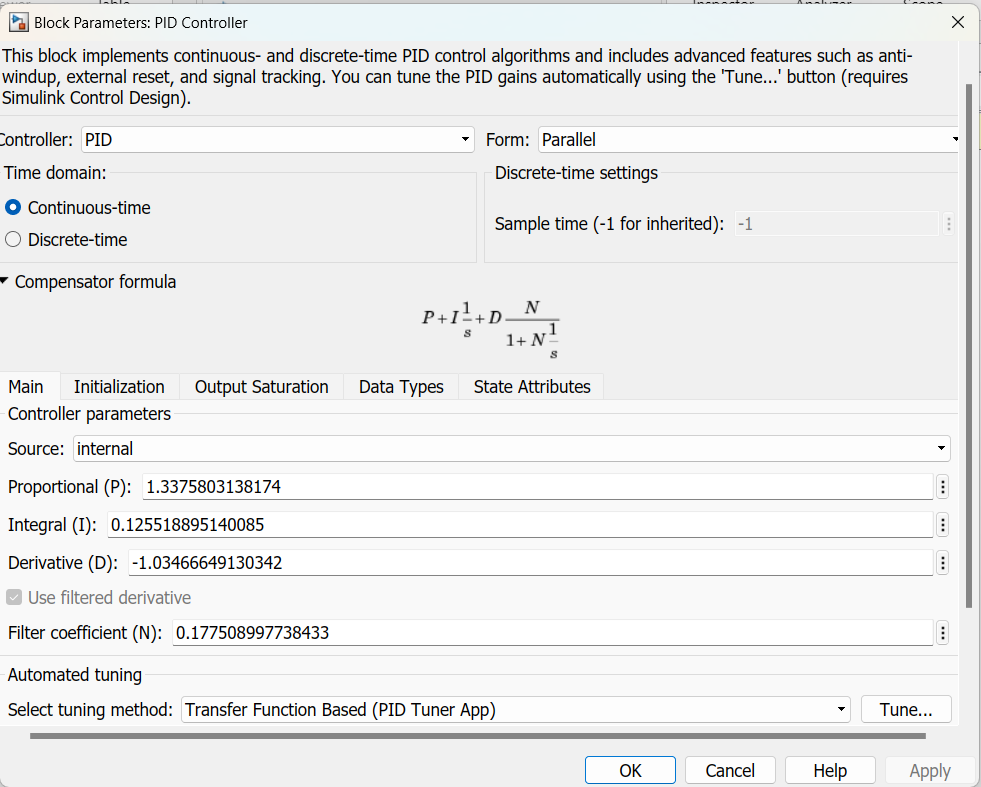 Block Parameters: PID Controller
This block implements continuous- and discrete-time PID control algorithms and includes advanced features such as anti-
windup, external reset, and signal tracking. You can tune the PID gains automatically using the 'Tune...' button (requires
Simulink Control Design).
Controller: PID Form: Parallel
Time domain: Discrete-time settings
Continuous-time
Sample time (-1 for inherited): -1
Discrete-time
Compensator formula
P + I 1/s + D N/(1 + N 1/s)
Main Initialization Output Saturation Data Types State Attributes
Controller parameters
Source: internal
Proportional (P): 1.3375803138174
Integral (I): 0.125518895140085
Derivative (D): -1.03466649130342
Use filtered derivative
Filter coefficient (N): 0.177508997738433
Automated tuning
Select tuning method: Transfer Function Based (PID Tuner App) Tune...
OK Cancel Help Apply